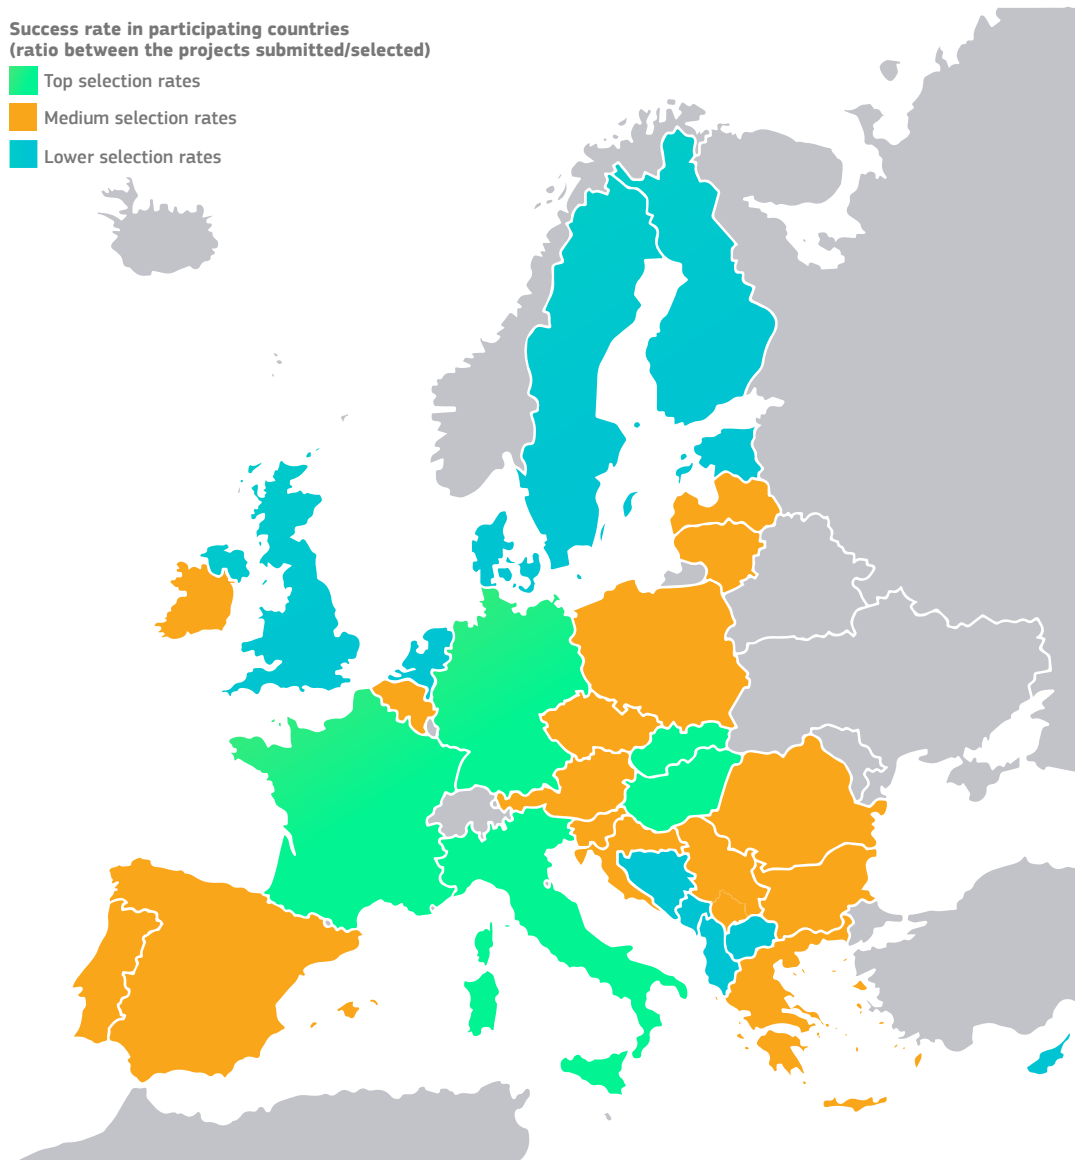 Success rate in participating countries
(ratio between the projects submitted/selected)
Top selection rates
Medium selection rates
Lower selection rates